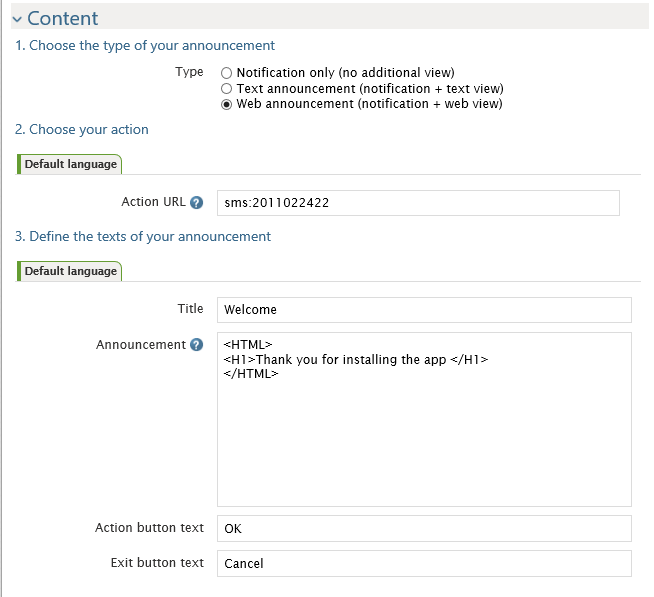 Content
1. Choose the type of your announcement
Type
Notification only (no additional view)
Text announcement (notification + text view)
Web announcement (notification + web view)
2. Choose your action
Default language
Action URL ? sms:2011022422
3. Define the texts of your announcement
Default language
Title Welcome
Announcement ? <HTML>
<H1>Thank you for installing the app </H1>
</HTML>
Action button text OK
Exit button text Cancel